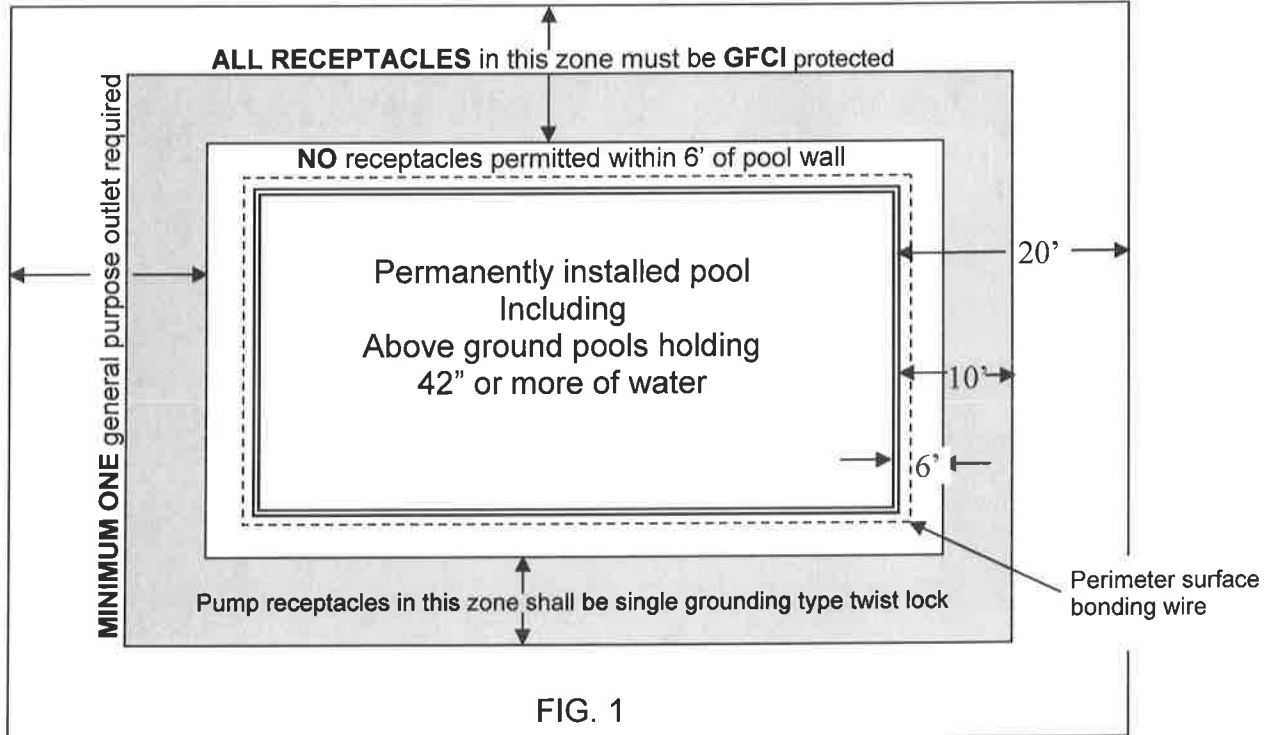 ALL RECEPTACLES in this zone must be GFCI protected
MINIMUM ONE general purpose outlet required
NO receptacles permitted within 6' of pool wall
Permanently installed pool
Including
Above ground pools holding
42” or more of water
20’
10’
6’
Perimeter surface
bonding wire
Pump receptacles in this zone shall be single grounding type twist lock
FIG. 1